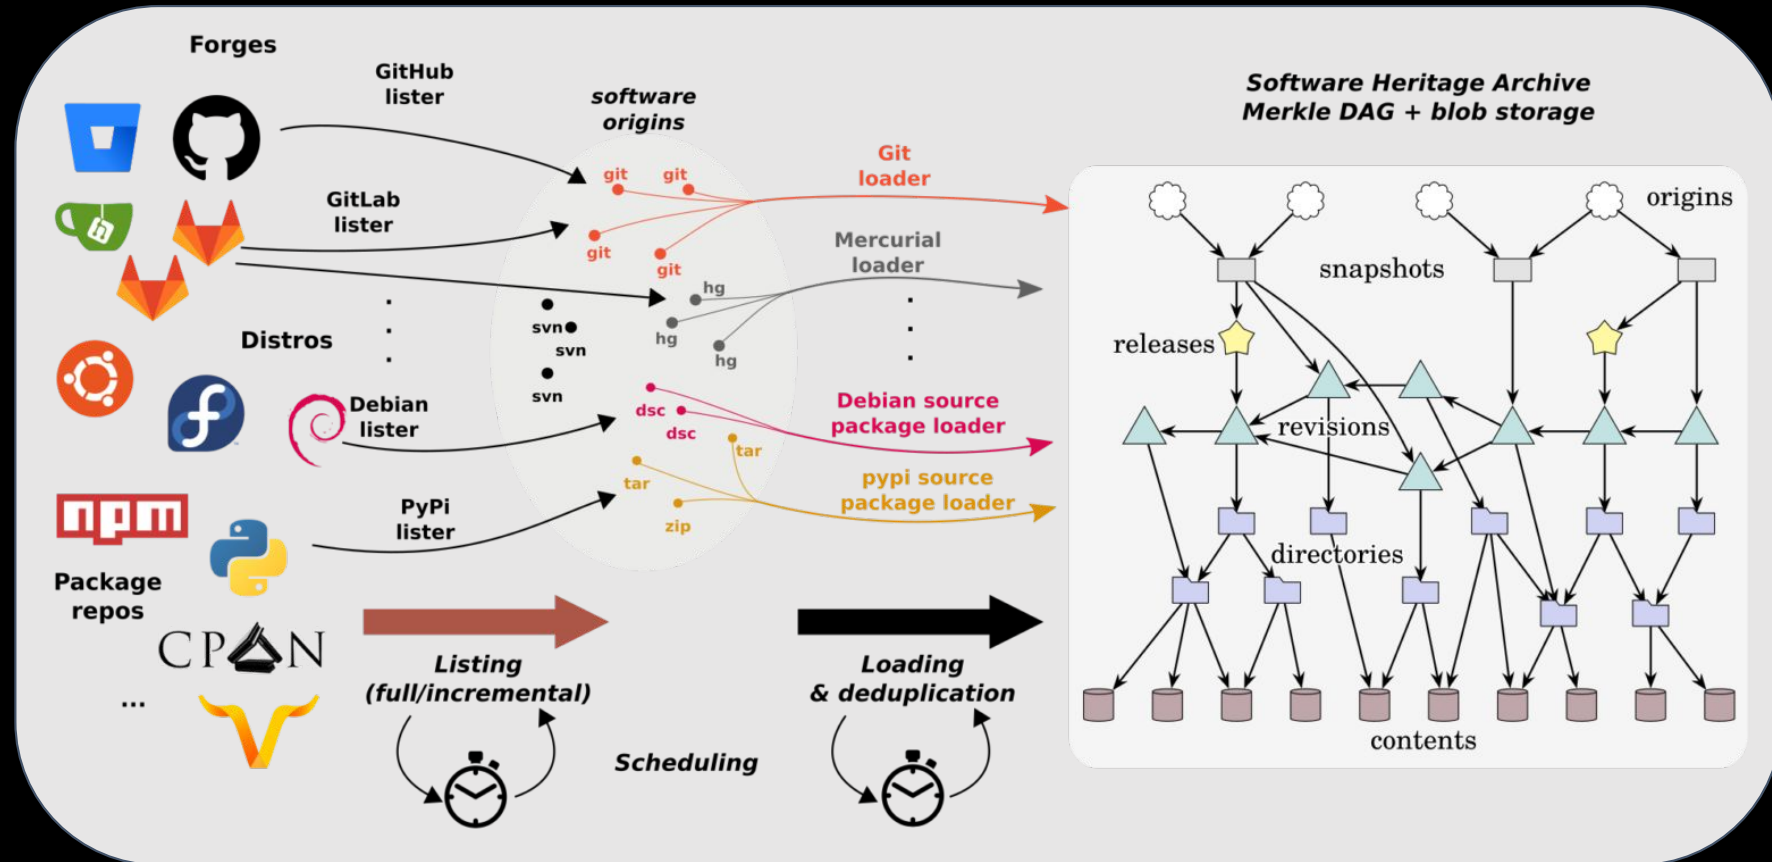 Forges
GitHub
lister
software
origins
Software Heritage Archive
Merkle DAG + blob storage
git
git
git
git
Git
loader
GitLab
lister
Mercurial
loader
hg
hg
hg
svn
svn
svn
origins
snapshots
releases
revisions
directories
contents
Distros
Debian
lister
dsc
dsc
Debian source
package loader
tar
tar
zip
pypi source
package loader
npm
PyPi
lister
Package
repos
CPAN
...
Listing
(full/incremental)
Loading
& deduplication
Scheduling